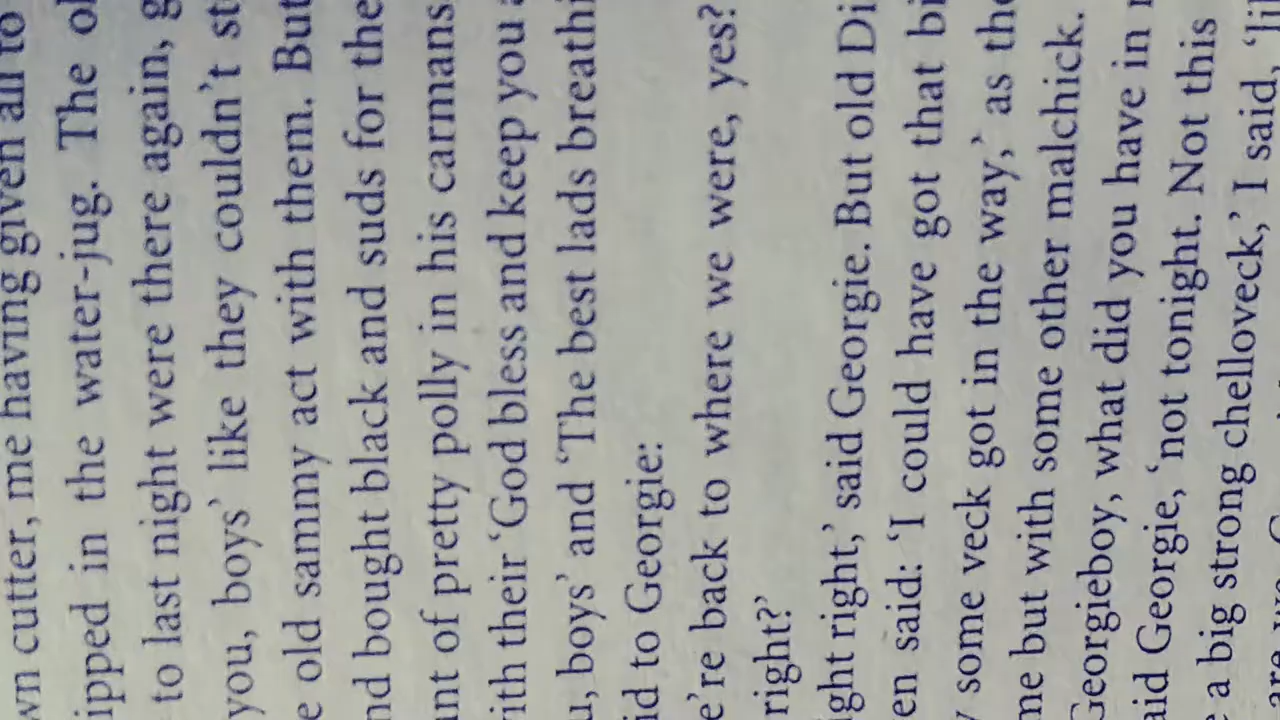 wn cutter, me having given all to
ipped in the water-jug. The ol
to last night were there again, g
you, boys’ like they couldn’t st
e old sammy act with them. But
nd bought black and suds for the
unt of pretty polly in his carmans
ith their ‘God bless and keep you a
u, boys’ and ‘The best lads breathi
id to Georgie:
e’re back to where we were, yes?
right?’
ght right,’ said Georgie. But old Di
en said: ‘I could have got that bi
y some veck got in the way,’ as the
me but with some other malchick.
Georgieboy, what did you have in
aid Georgie, ‘not tonight. Not this
a big strong chelloveck,’ I said, ‘lik